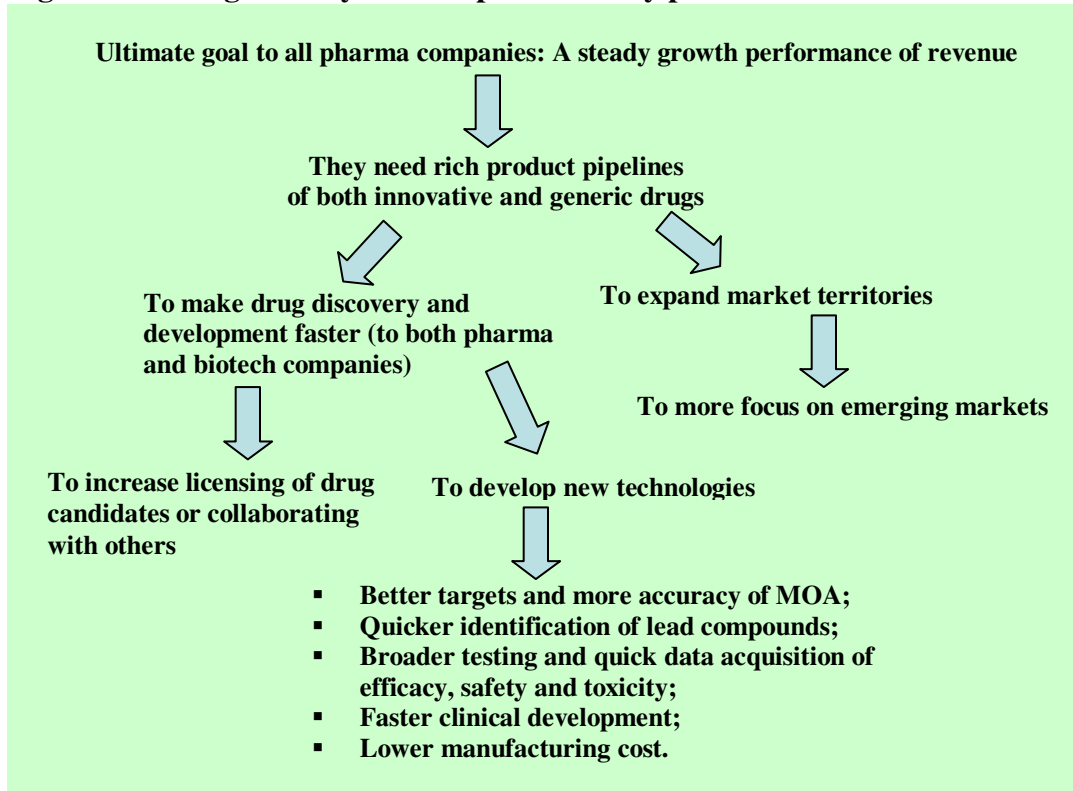 Ultimate goal to all pharma companies: A steady growth performance of revenue
They need rich product pipelines
of both innovative and generic drugs
To make drug discovery and
development faster (to both pharma
and biotech companies)
To expand market territories
To more focus on emerging markets
To increase licensing of drug
candidates or collaborating
with others
To develop new technologies
▪ Better targets and more accuracy of MOA;
▪ Quicker identification of lead compounds;
▪ Broader testing and quick data acquisition of
efficacy, safety and toxicity;
▪ Faster clinical development;
▪ Lower manufacturing cost.